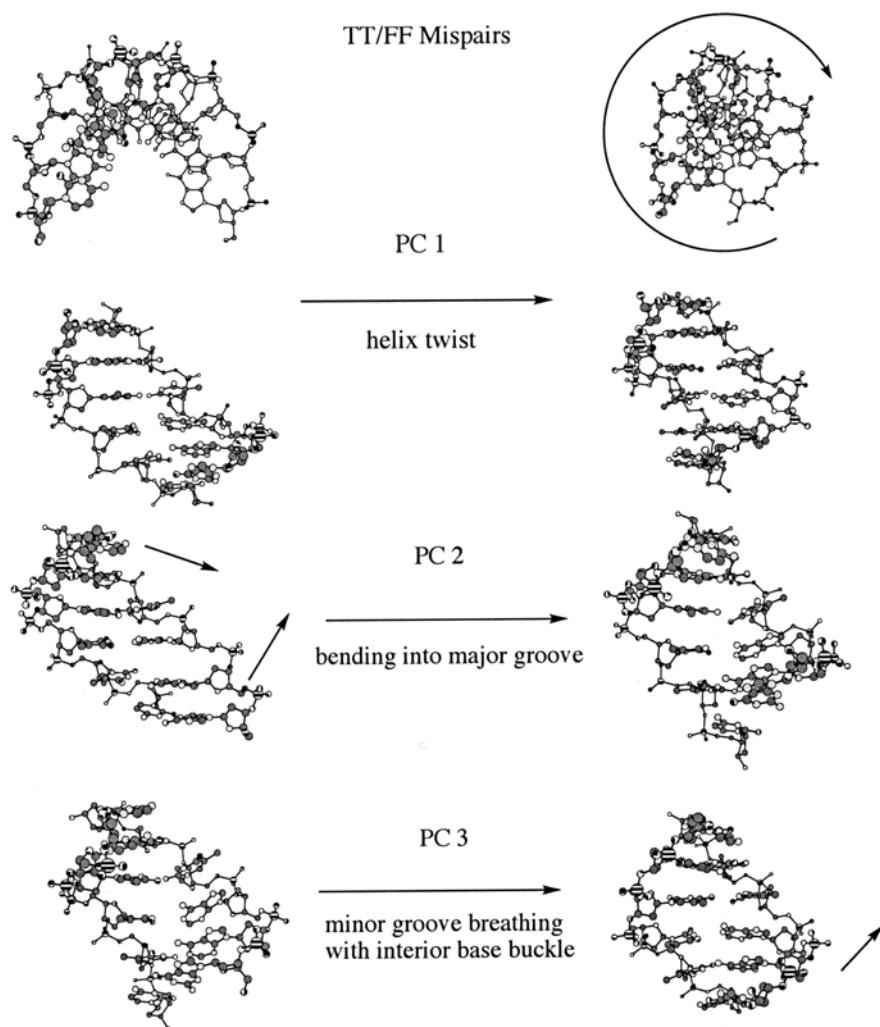 TT/FF Mispairs
PC 1
helix twist
PC 2
bending into major groove
PC 3
minor groove breathing
with interior base buckle